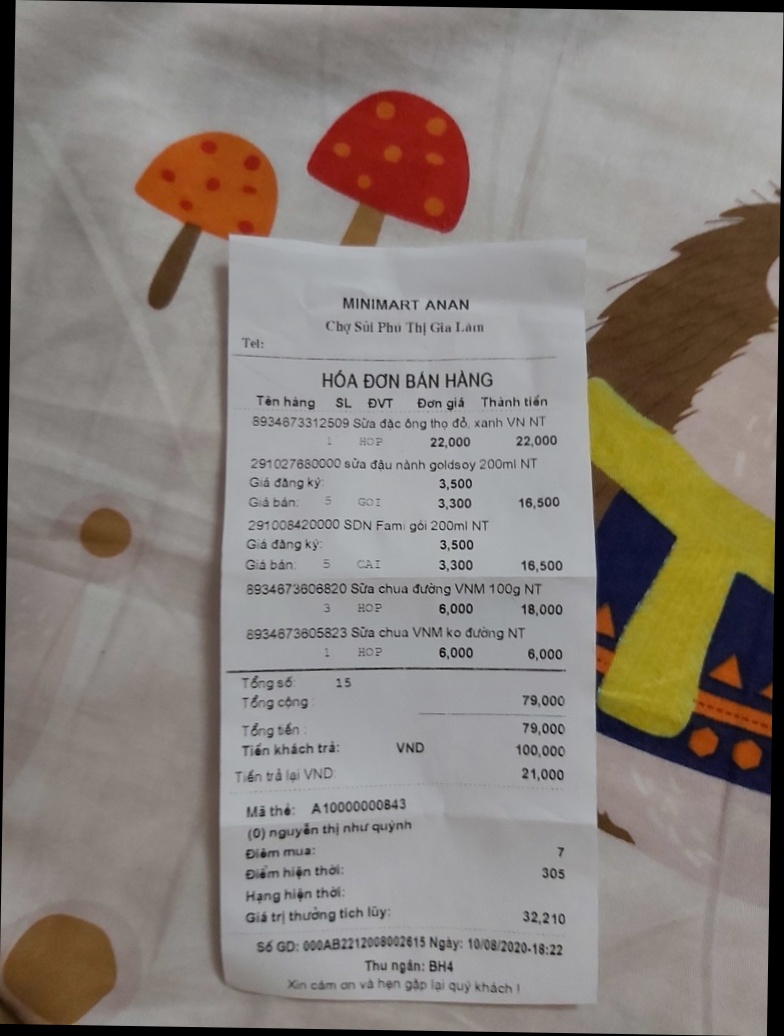 MINIMART ANAN
Chợ Sủi Phú Thị Gia Lâm
Tel:
HÓA ĐƠN BÁN HÀNG
Tên hàng SL ĐVT Đơn giá Thành tiền
8934673312509 Sữa đặc ông thọ đỏ, xanh VN NT
1 HOP 22,000 22,000
291027680000 sữa đậu nành goldsoy 200ml NT
Giá đăng ký: 3,500
Giá bán: 5 GOI 3,300 16,500
291008420000 SDN Fami gói 200ml NT
Giá đăng ký: 3,500
Giá bán: 5 CAI 3,300 16,500
8934673606820 Sữa chua đường VNM 100g NT
3 HOP 6,000 18,000
8934673605823 Sữa chua VNM ko đường NT
1 HOP 6,000 6,000
Tổng số: 15
Tổng cộng : 79,000
Tổng tiền : 79,000
Tiền khách trả: VND 100,000
Tiền trả lại VND: 21,000
Mã thẻ: A10000000843
(0) nguyễn thị như quỳnh
Điểm mua: 7
Điểm hiện thời: 305
Hạng hiện thời:
Giá trị thưởng tích lũy: 32,210
Số GD: 000AB2212008002615 Ngày: 10/08/2020-18:22
Thu ngân: BH4
Xin cảm ơn và hẹn gặp lại quý khách !